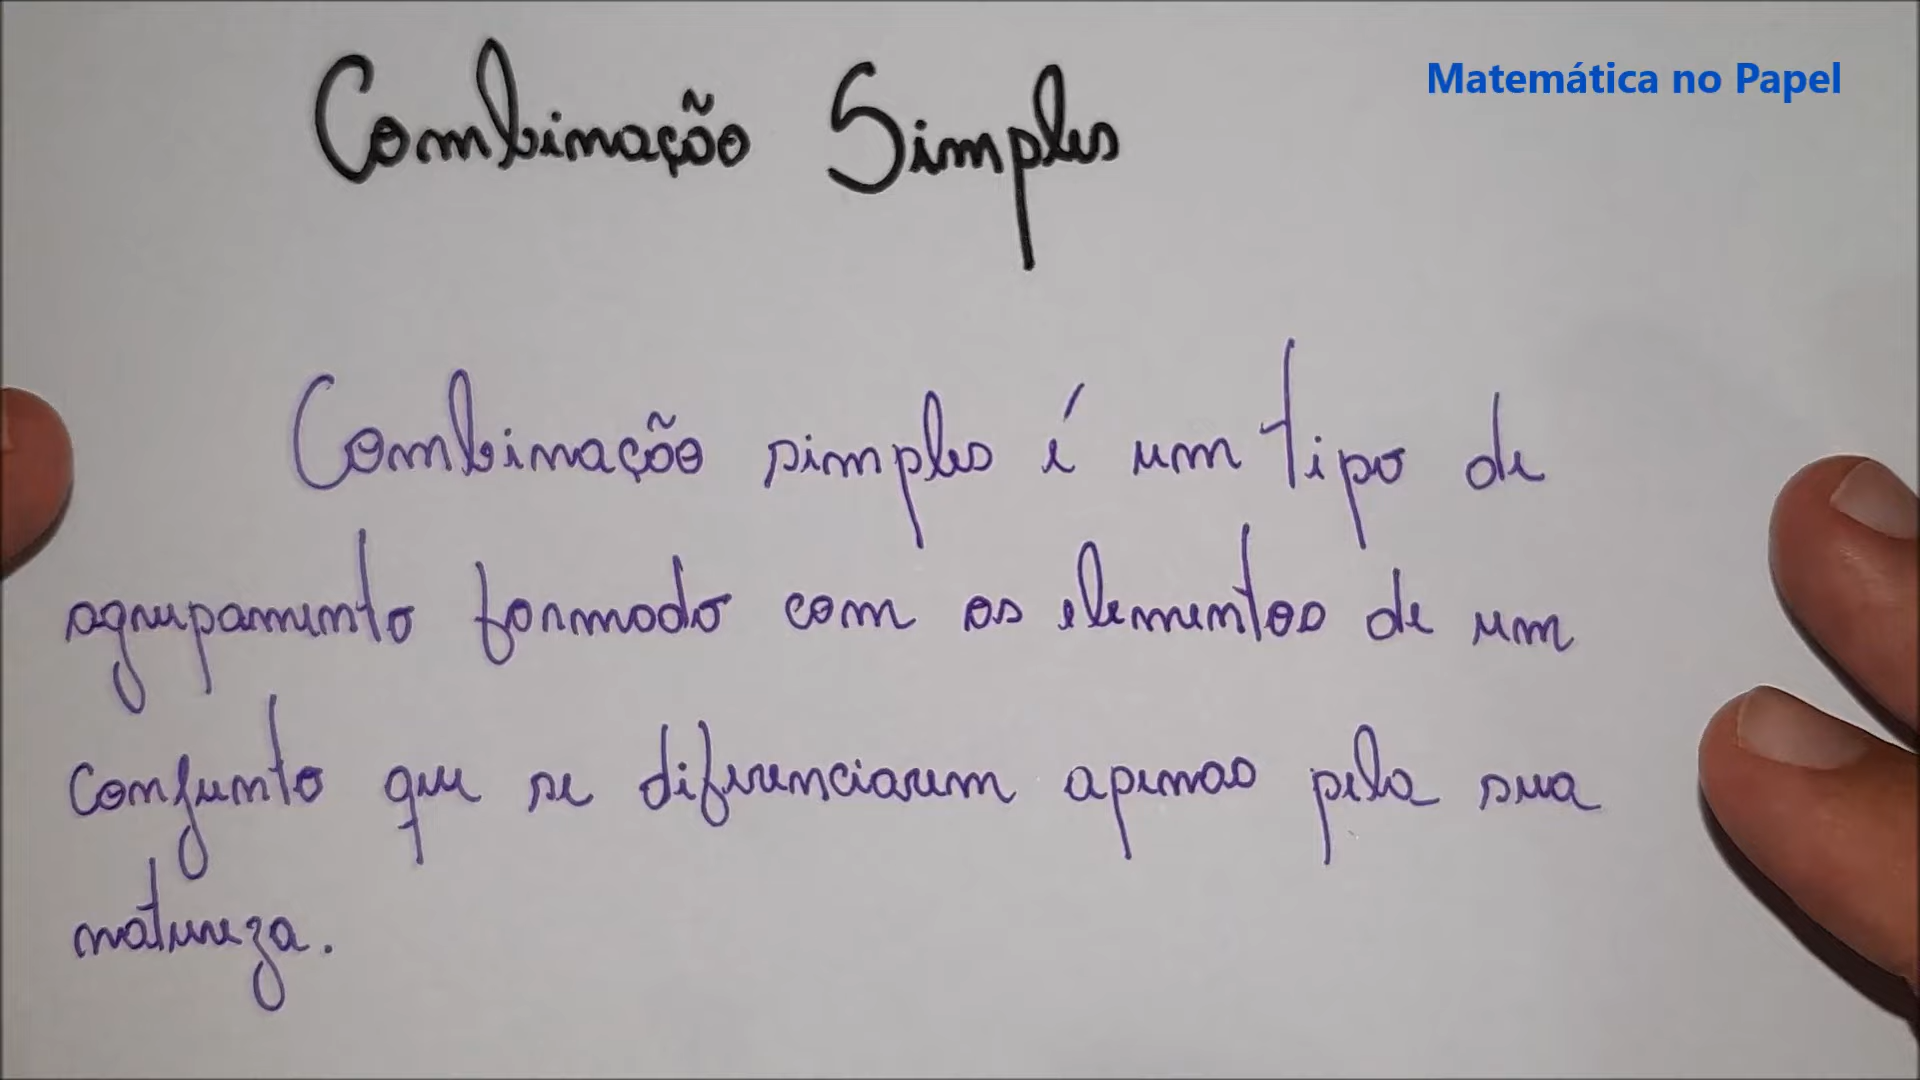 Matemática no Papel
Combinação Simples
Combinação simples é um tipo de
agrupamento formado com os elementos de um
conjunto que se diferenciarem apenas pela sua
natureza.